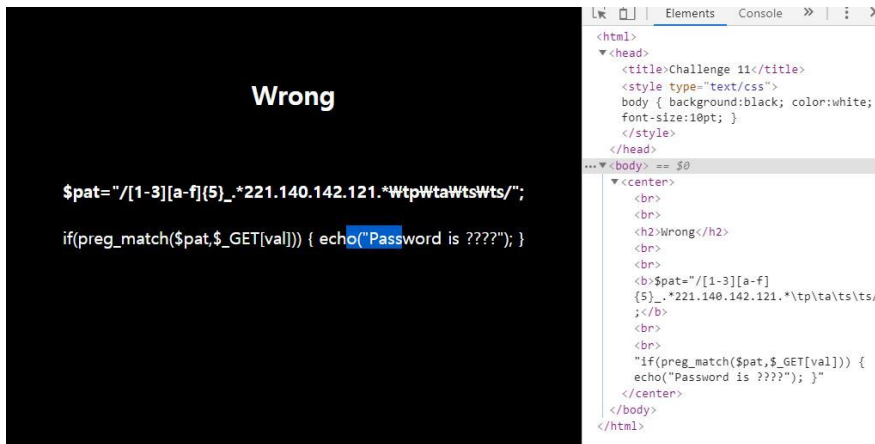 Elements Console »
<html>
▼<head>
<title>Challenge 11</title>
<style type="text/css">
body { background:black; color:white;
font-size:10pt; }
</style>
</head>
...▼<body> == $0
▼<center>
<br>
<br>
<h2>Wrong</h2>
<br>
<br>
<b>$pat="/[1-3][a-f]
{5}_.*221.140.142.121.*\tp\ta\ts\ts/
;</b>
<br>
<br>
"if(preg_match($pat,$_GET[val])) {
echo("Password is ????"); }"
</center>
</body>
</html>
Wrong
$pat="/[1-3][a-f]{5}_.*221.140.142.121.*₩tp₩ta₩ts₩ts/";
if(preg_match($pat,$_GET[val])) { echo("Password is ????"); }